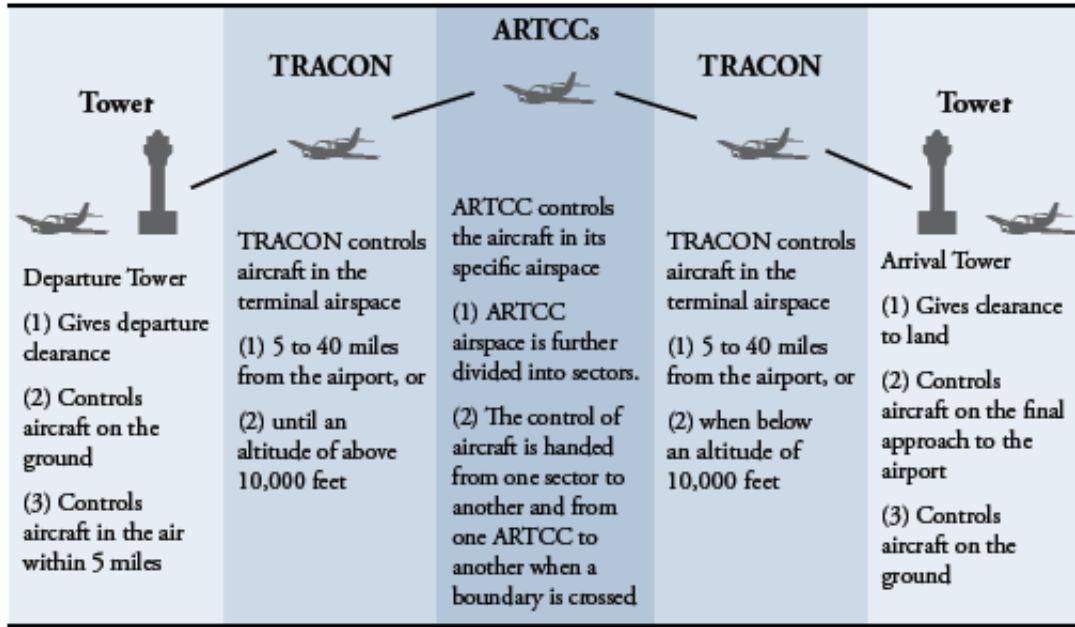 ARTCCs
TRACON
TRACON
Tower
Tower
Departure Tower
(1) Gives departure
clearance
(2) Controls
aircraft on the
ground
(3) Controls
aircraft in the air
within 5 miles
TRACON controls
aircraft in the
terminal airspace
(1) 5 to 40 miles
from the airport, or
(2) until an
altitude of above
10,000 feet
ARTCC controls
the aircraft in its
specific airspace
(1) ARTCC
airspace is further
divided into sectors.
(2) The control of
aircraft is handed
from one sector to
another and from
one ARTCC to
another when a
boundary is crossed
TRACON controls
aircraft in the
terminal airspace
(1) 5 to 40 miles
from the airport, or
(2) when below
an altitude of
10,000 feet
Arrival Tower
(1) Gives clearance
to land
(2) Controls
aircraft on the final
approach to the
airport
(3) Controls
aircraft on the
ground